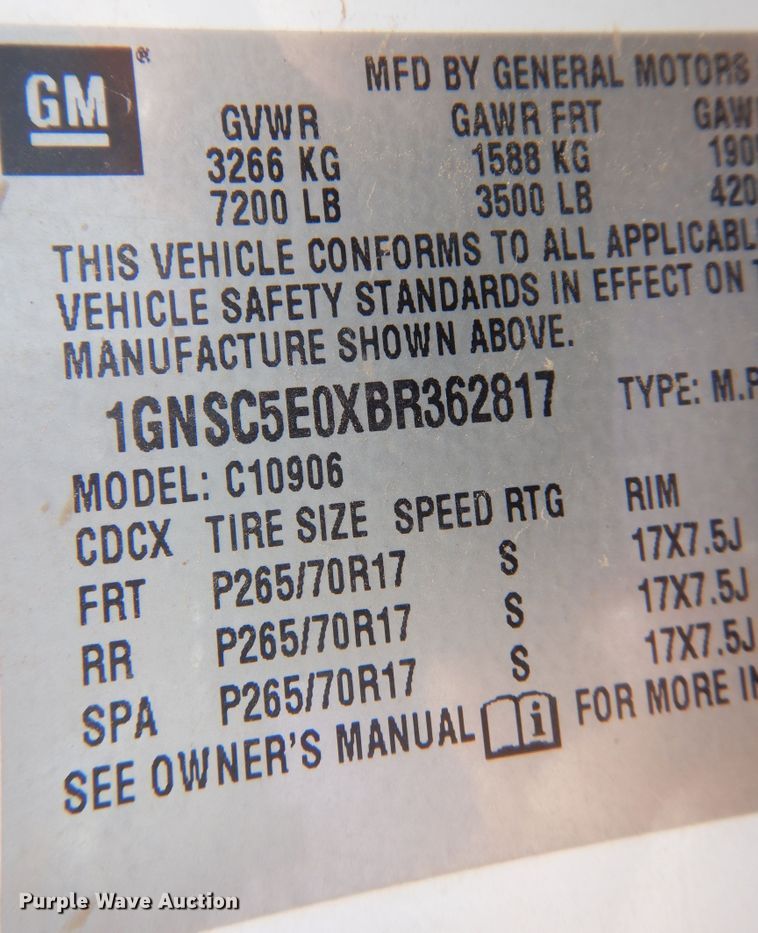 GM ®
MFD BY GENERAL MOTORS
GVWR GAWR FRT
3266 KG 1588 KG
7200 LB 3500 LB
THIS VEHICLE CONFORMS TO ALL
VEHICLE SAFETY STANDARDS IN EFFECT ON
MANUFACTURE SHOWN ABOVE.
1GNSC5E0XBR362817 TYPE:
MODEL: C10906
CDCX TIRE SIZE SPEED RTG RIM
FRT P265/70R17 S 17X7.5J
RR P265/70R17 S 17X7.5J
SPA P265/70R17 S 17X7.5J
SEE OWNER'S MANUAL i FOR MORE
Purple Wave Auction